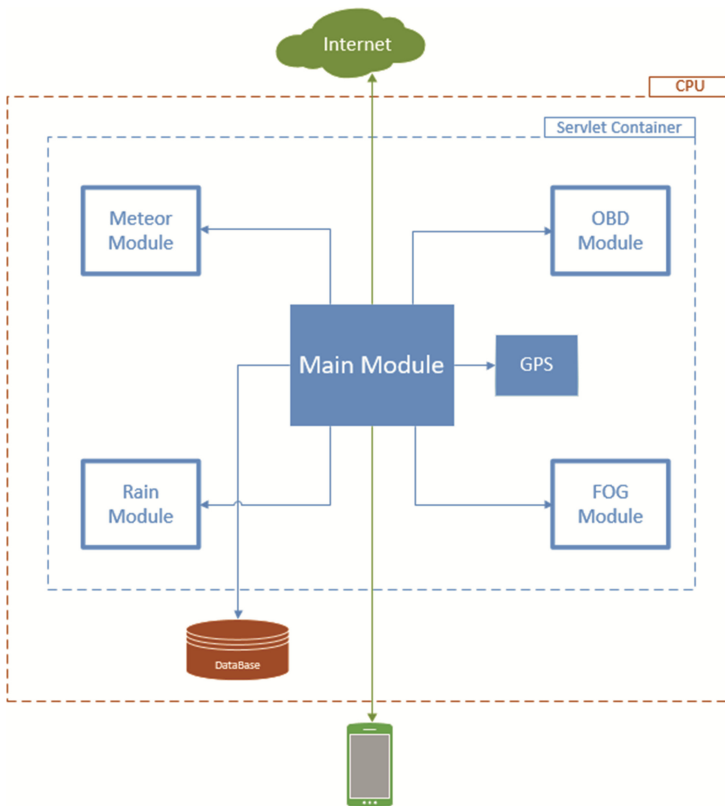 Internet
CPU
Servlet Container
Meteor
Module
OBD
Module
Main Module
GPS
Rain
Module
FOG
Module
DataBase